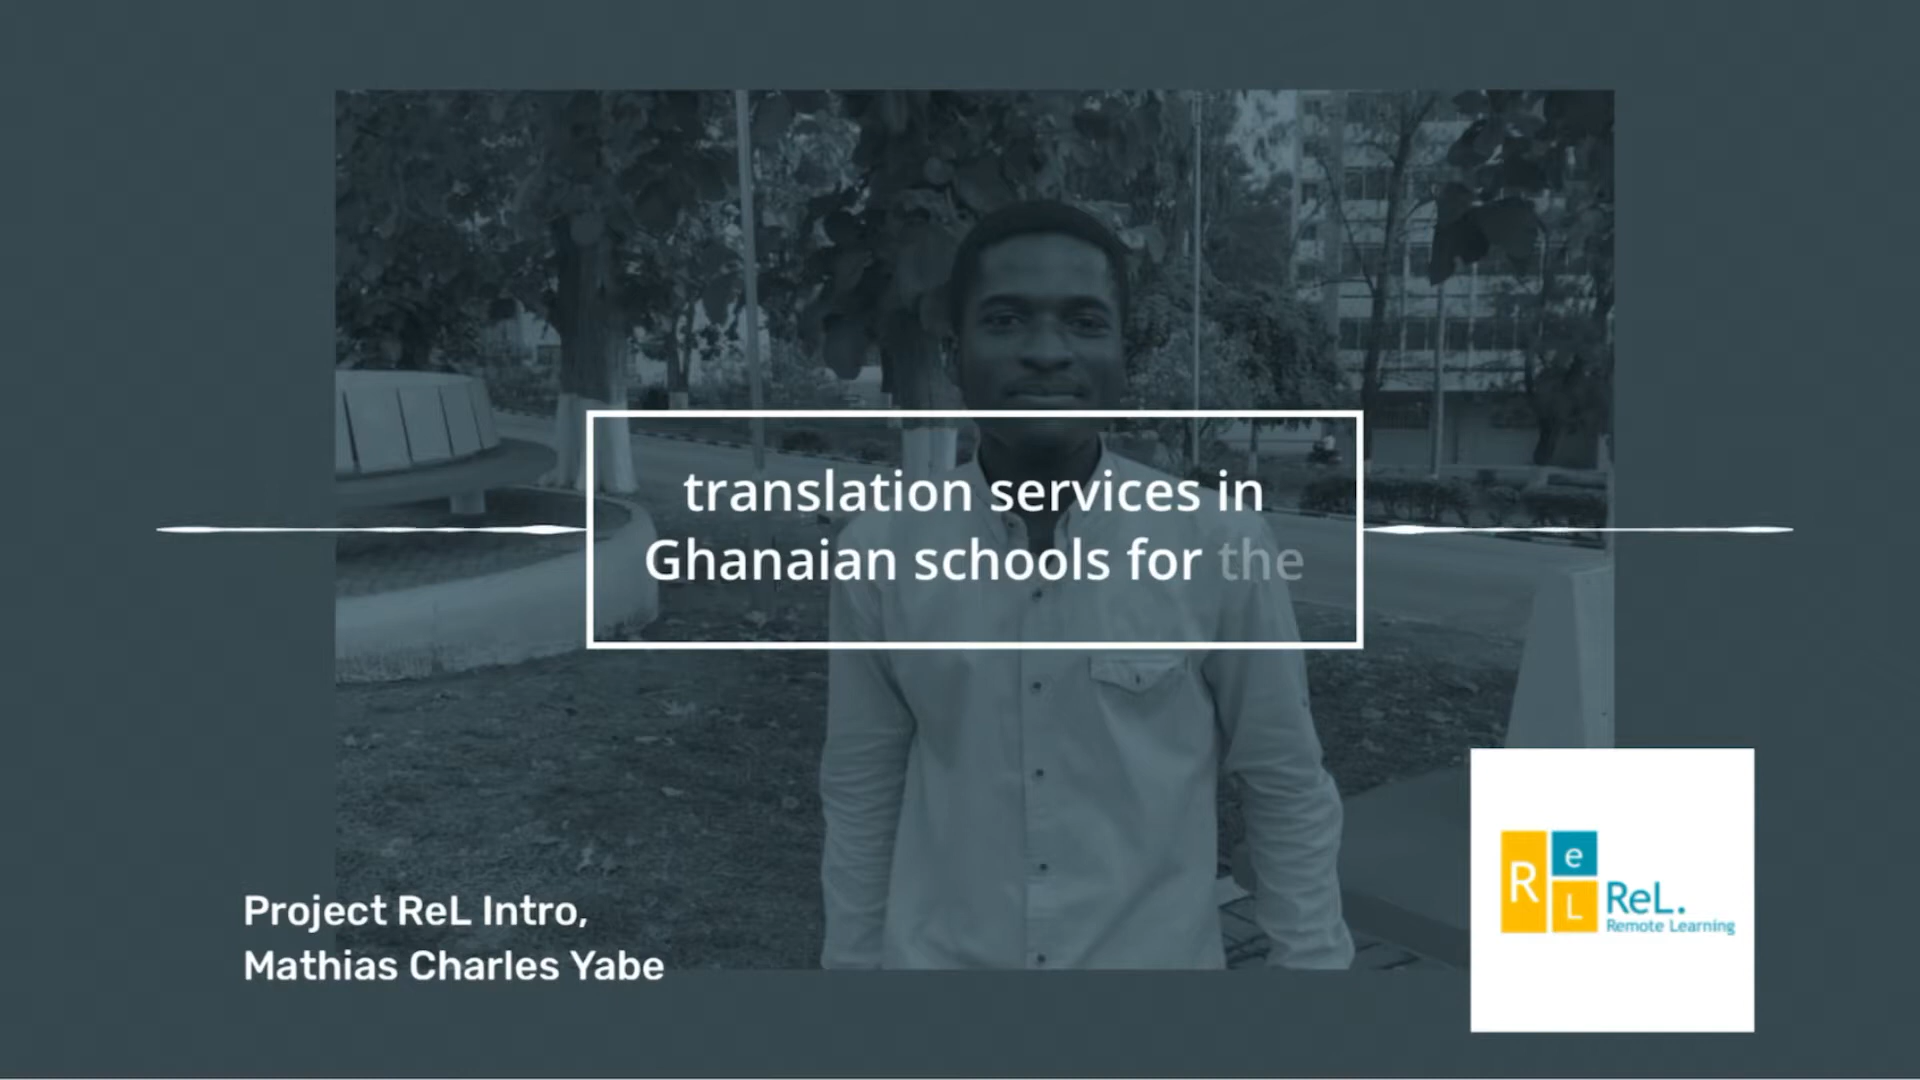 translation services in
Ghanaian schools for the
Project ReL Intro,
Mathias Charles Yabe
R
e
L
ReL.
Remote Learning